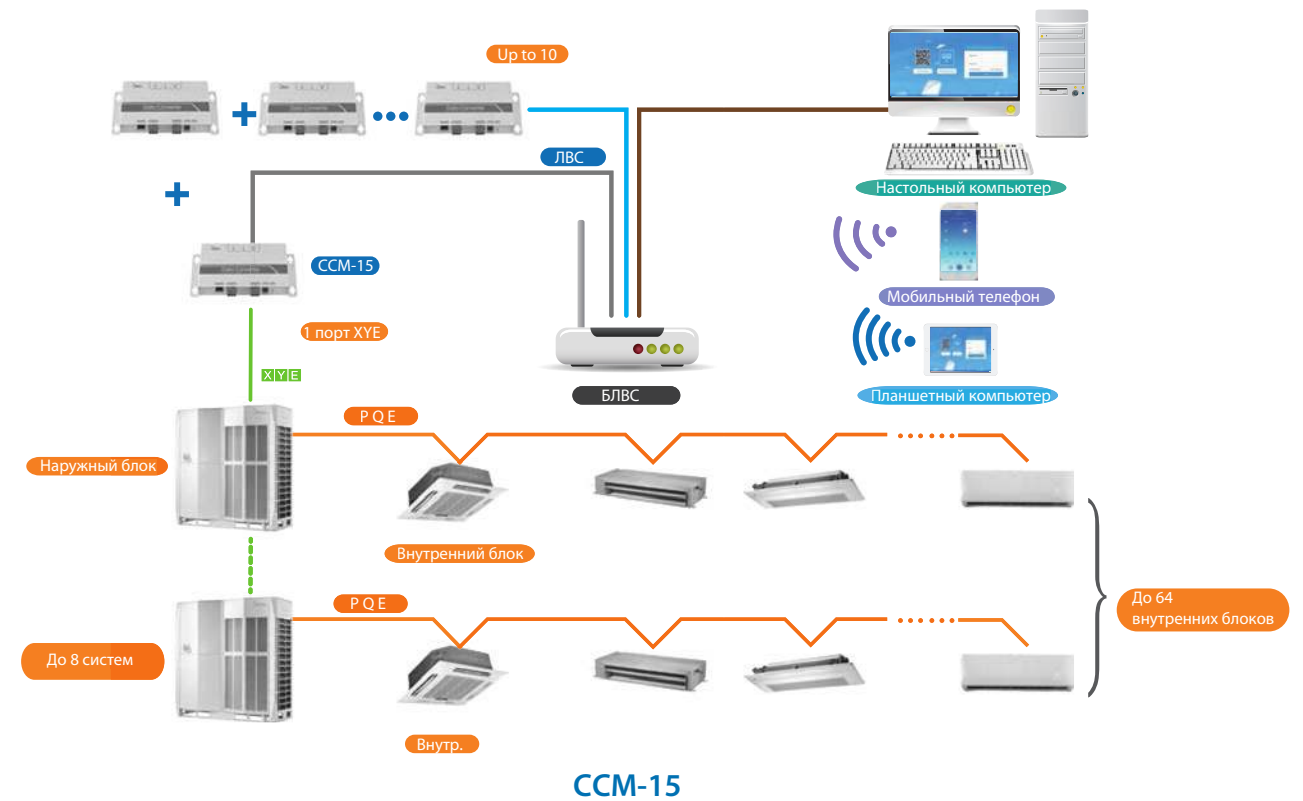 Up to 10
ЛВС
Настольный компьютер
CCM-15
Мобильный телефон
1 порт XYE
X Y E
БЛВС
Планшетный компьютер
P Q E
Наружный блок
Внутренний блок
До 64
внутренних блоков
P Q E
До 8 систем
Внутр.
CCM-15